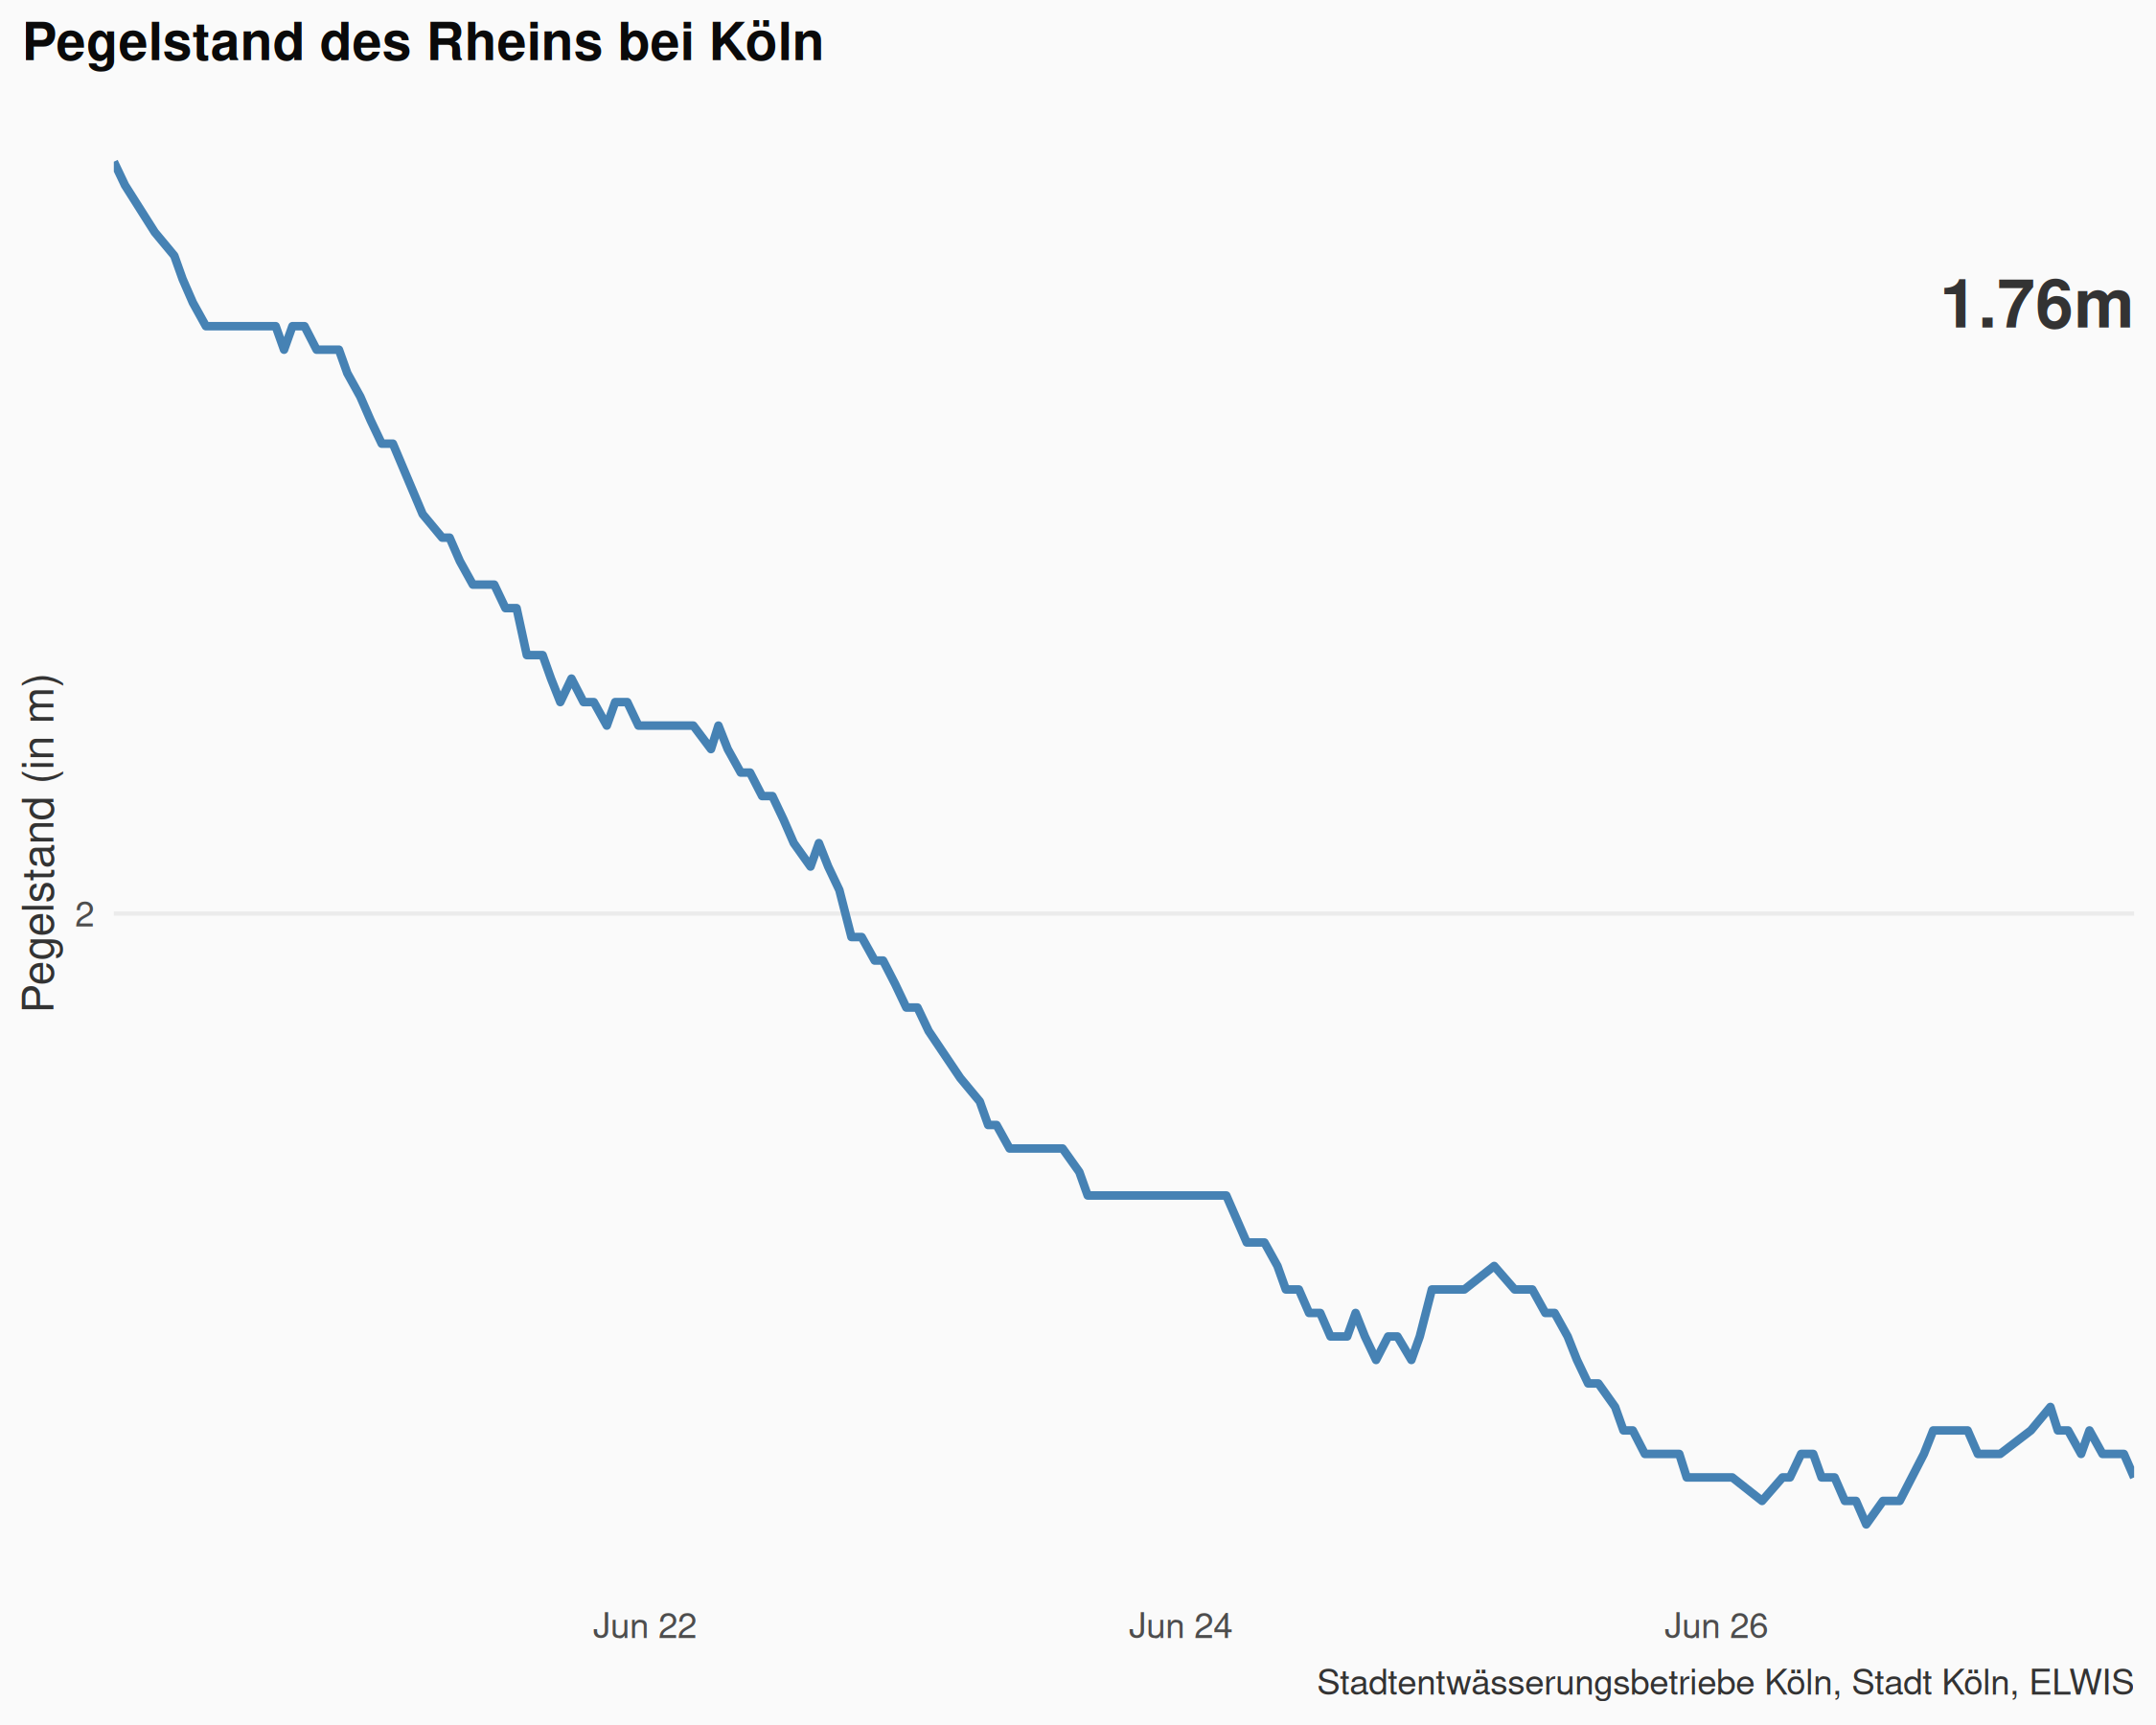 Pegelstand des Rheins bei Köln
1.76m
Pegelstand (in m)
2
Jun 22
Jun 24
Jun 26
Stadtentwässerungsbetriebe Köln, Stadt Köln, ELWIS